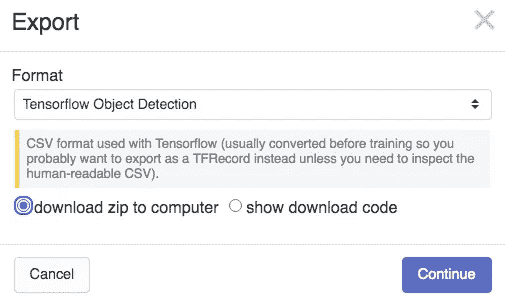 Export
Format
Tensorflow Object Detection
CSV format used with Tensorflow (usually converted before training so you
probably want to export as a TFRecord instead unless you need to inspect the
human-readable CSV).
download zip to computer show download code
Cancel Continue